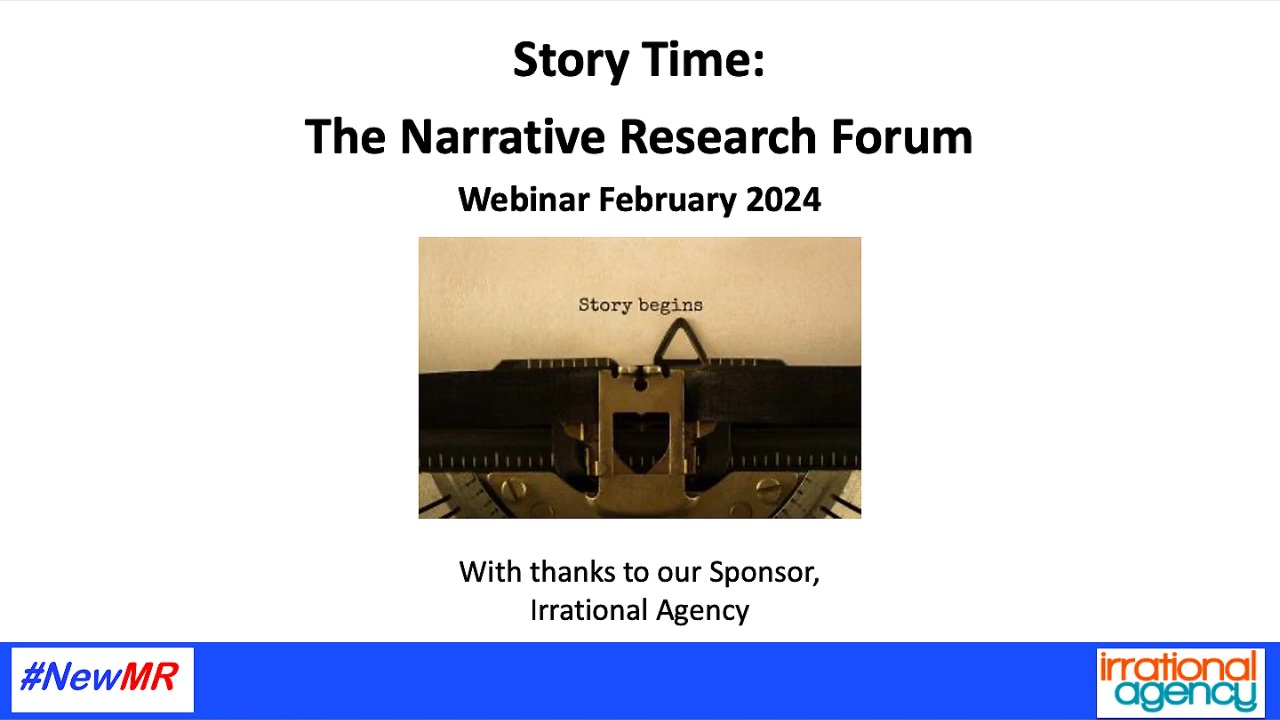 Story Time:
The Narrative Research Forum
Webinar February 2024
Story begins
With thanks to our Sponsor,
Irrational Agency
#NewMR
irrational
agency